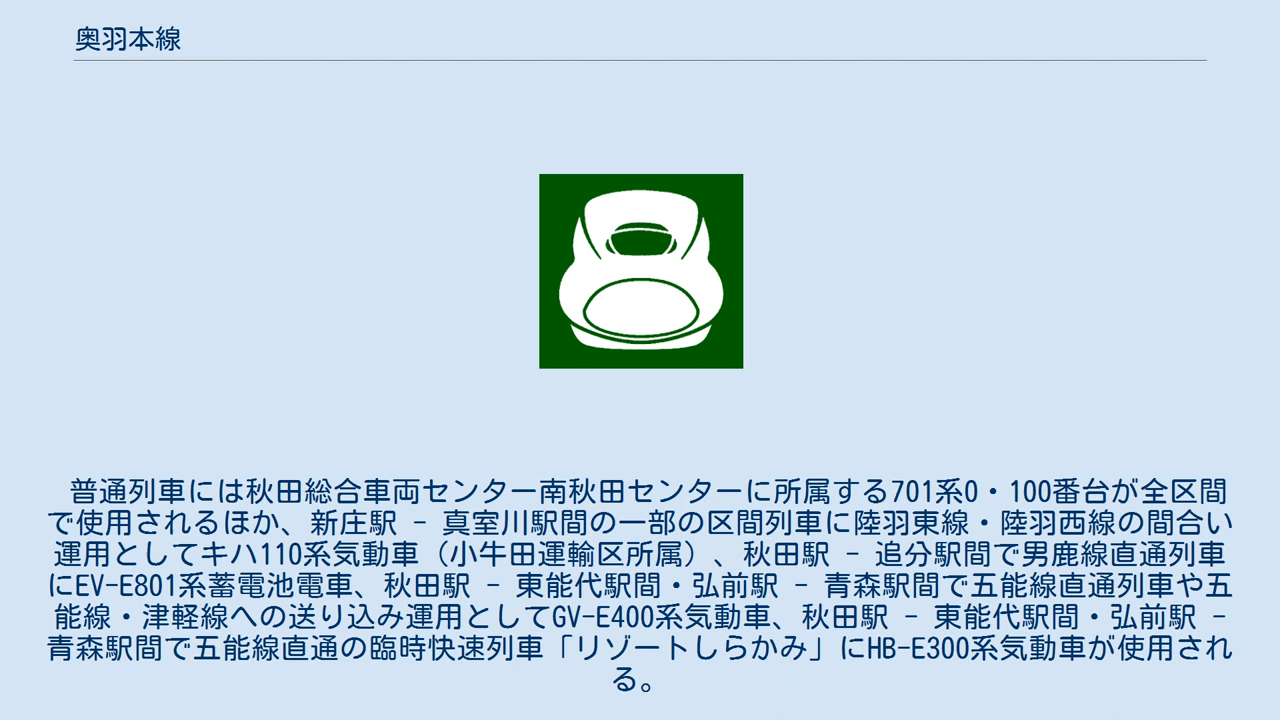 奥羽本線
普通列車には秋田総合車両センター南秋田センターに所属する701系0・100番台が全区間
で使用されるほか、新庄駅 - 真室川駅間の一部の区間列車に陸羽東線・陸羽西線の間合い
運用としてキハ110系気動車（小牛田運輸区所属）、秋田駅 - 追分駅間で男鹿線直通列車
にEV-E801系蓄電池電車、秋田駅 - 東能代駅間・弘前駅 - 青森駅間で五能線直通列車や五
能線・津軽線への送り込み運用としてGV-E400系気動車、秋田駅 - 東能代駅間・弘前駅 -
青森駅間で五能線直通の臨時快速列車「リゾートしらかみ」にHB-E300系気動車が使用され
る。